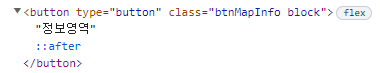 ▼<button type="button" class="btnMapInfo block"> flex
"정보영역"
::after
</button>